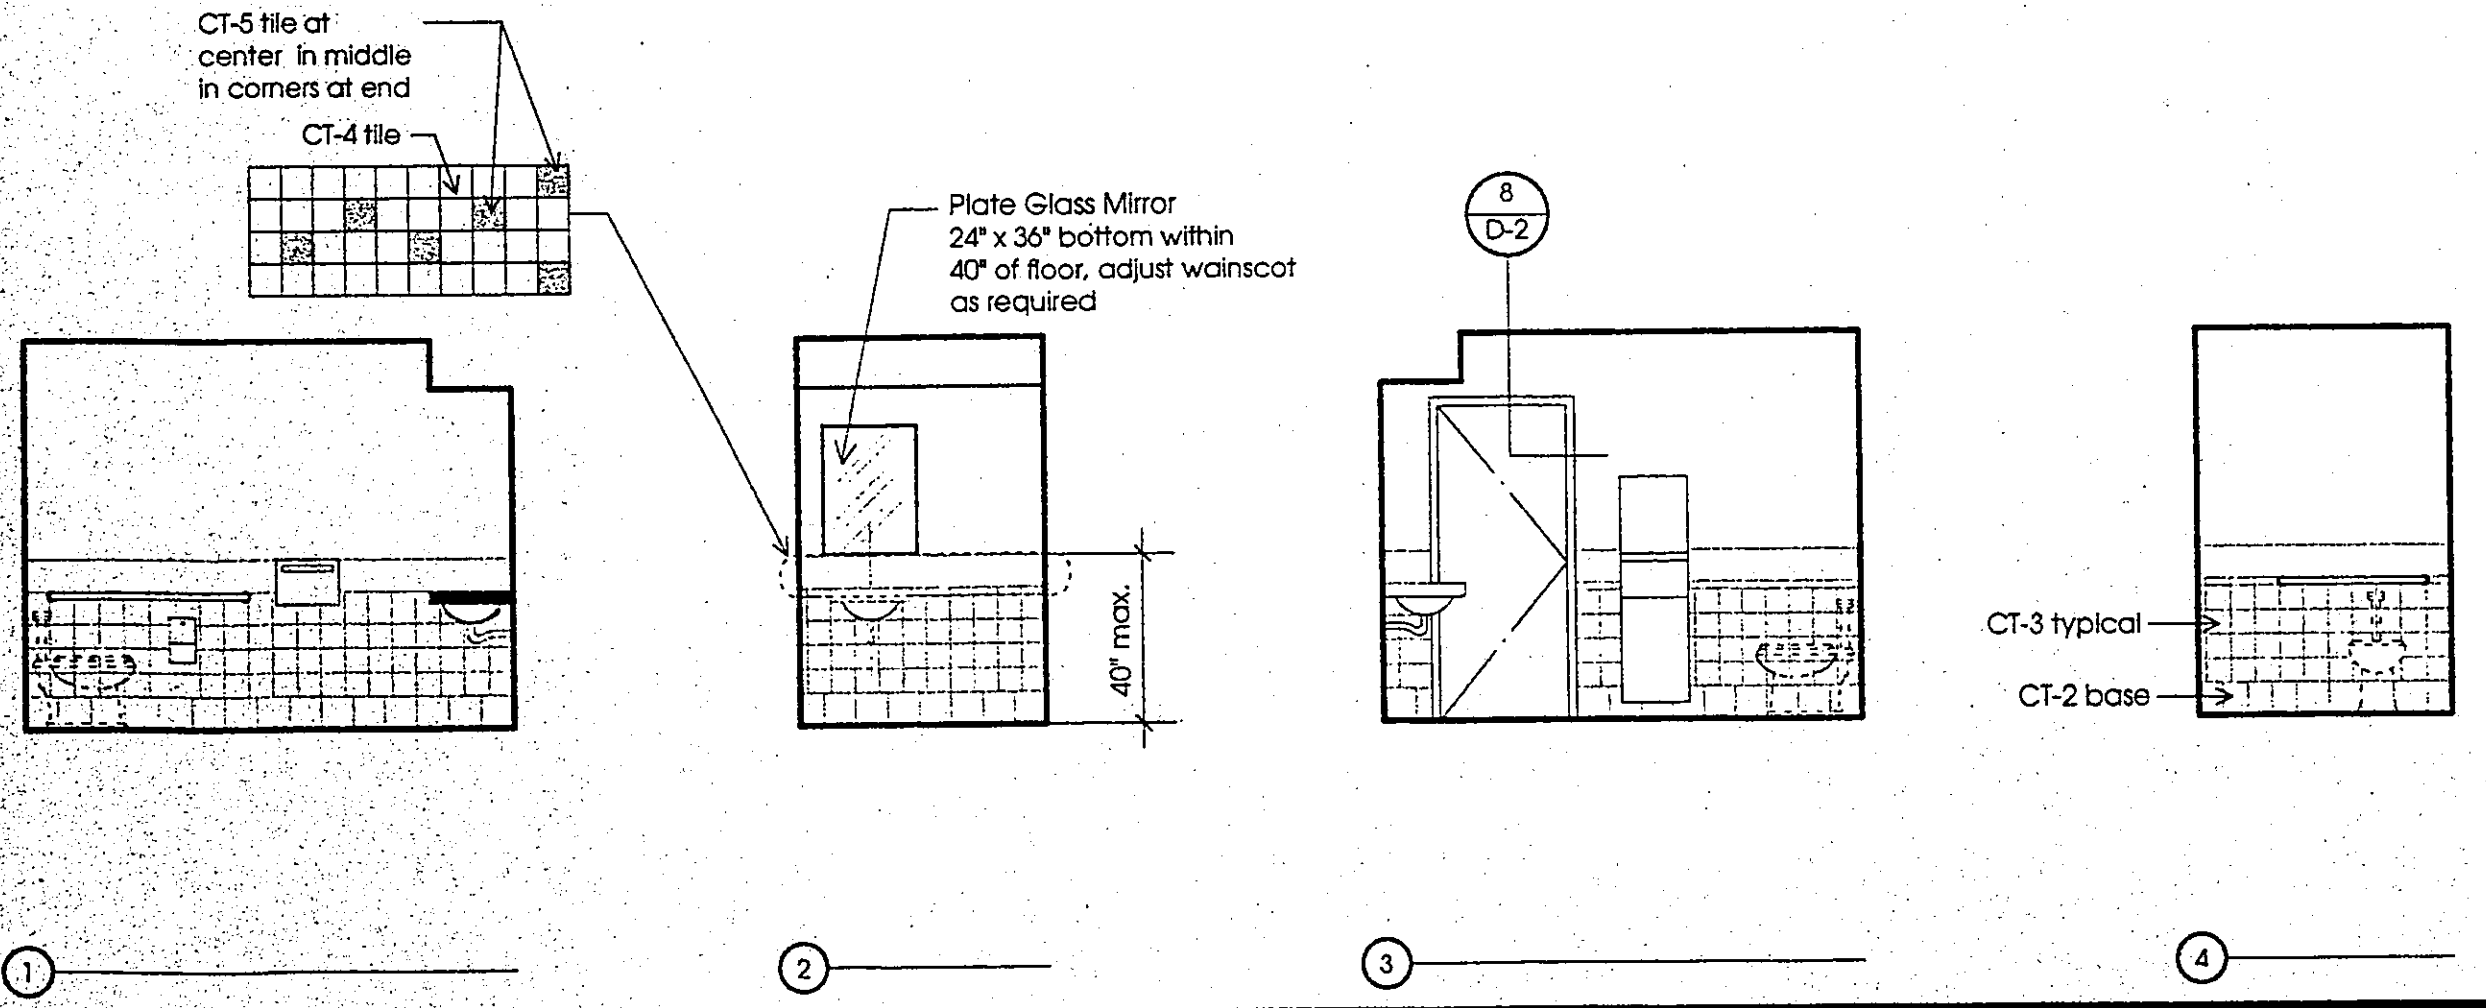 CT-5 tile at
center in middle
in corners at end
CT-4 tile
Plate Glass Mirror
24" x 36" bottom within
40" of floor, adjust wainscot
as required
8
D-2
40" max.
CT-3 typical
CT-2 base
1
2
3
4